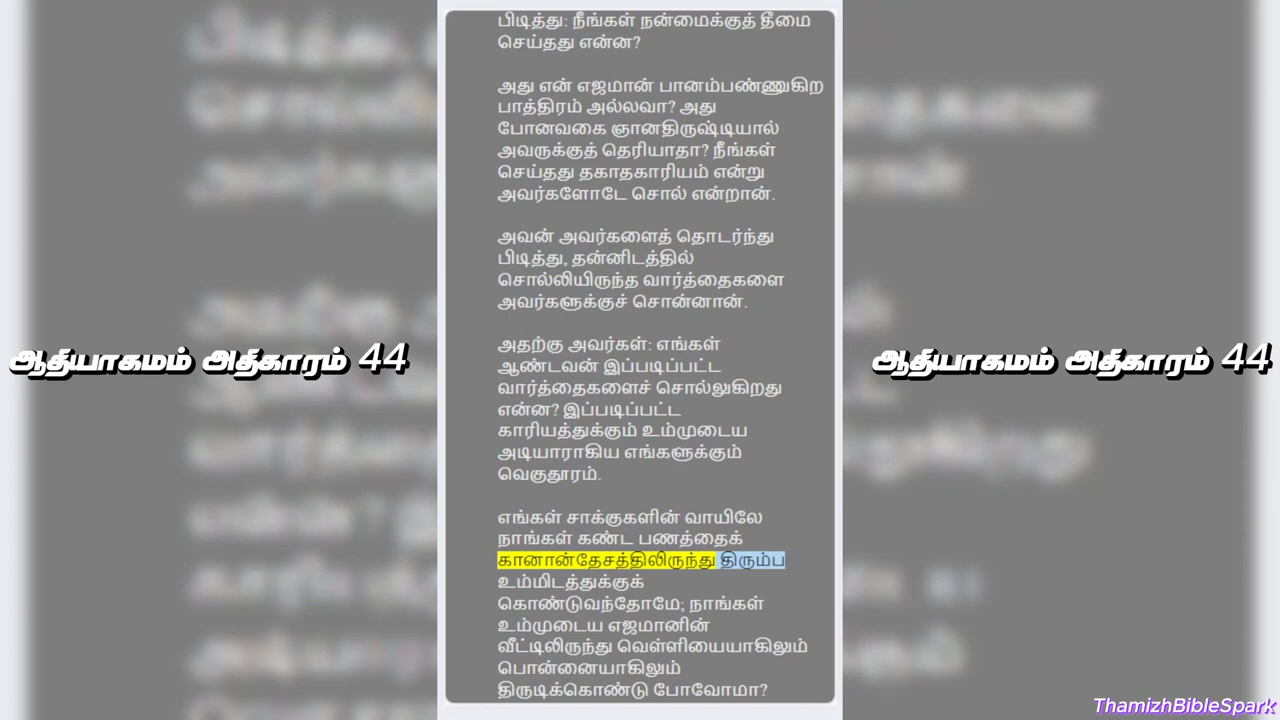 பிடித்து: நீங்கள் நன்மைக்குத் தீமை
செய்தது என்ன?
அது என் எஜமான் பானம்பண்ணுகிற
பாத்திரம் அல்லவா? அது
போனவகை ஞானதிருஷ்டியால்
அவருக்குத் தெரியாதா? நீங்கள்
செய்தது தகாதகாரியம் என்று
அவர்களோடே சொல் என்றான்.
அவன் அவர்களைத் தொடர்ந்து
பிடித்து, தன்னிடத்தில்
சொல்லியிருந்த வார்த்தைகளை
அவர்களுக்குச் சொன்னான்.
அதற்கு அவர்கள்: எங்கள்
ஆண்டவன் இப்படிப்பட்ட
வார்த்தைகளைச் சொல்லுகிறது
என்ன? இப்படிப்பட்ட
காரியத்துக்கும் உம்முடைய
அடியாராகிய எங்களுக்கும்
வெகுதூரம்.
எங்கள் சாக்குகளின் வாயிலே
நாங்கள் கண்ட பணத்தைக்
கானான்தேசத்திலிருந்து திரும்ப
உம்மிடத்துக்குக்
கொண்டுவந்தோமே; நாங்கள்
உம்முடைய எஜமானின்
வீட்டிலிருந்து வெள்ளியையாகிலும்
பொன்னையாகிலும்
திருடிக்கொண்டு போவோமா?
ஆதியாகமம் அதிகாரம் 44
ஆதியாகமம் அதிகாரம் 44
ThamizhBibleSpark